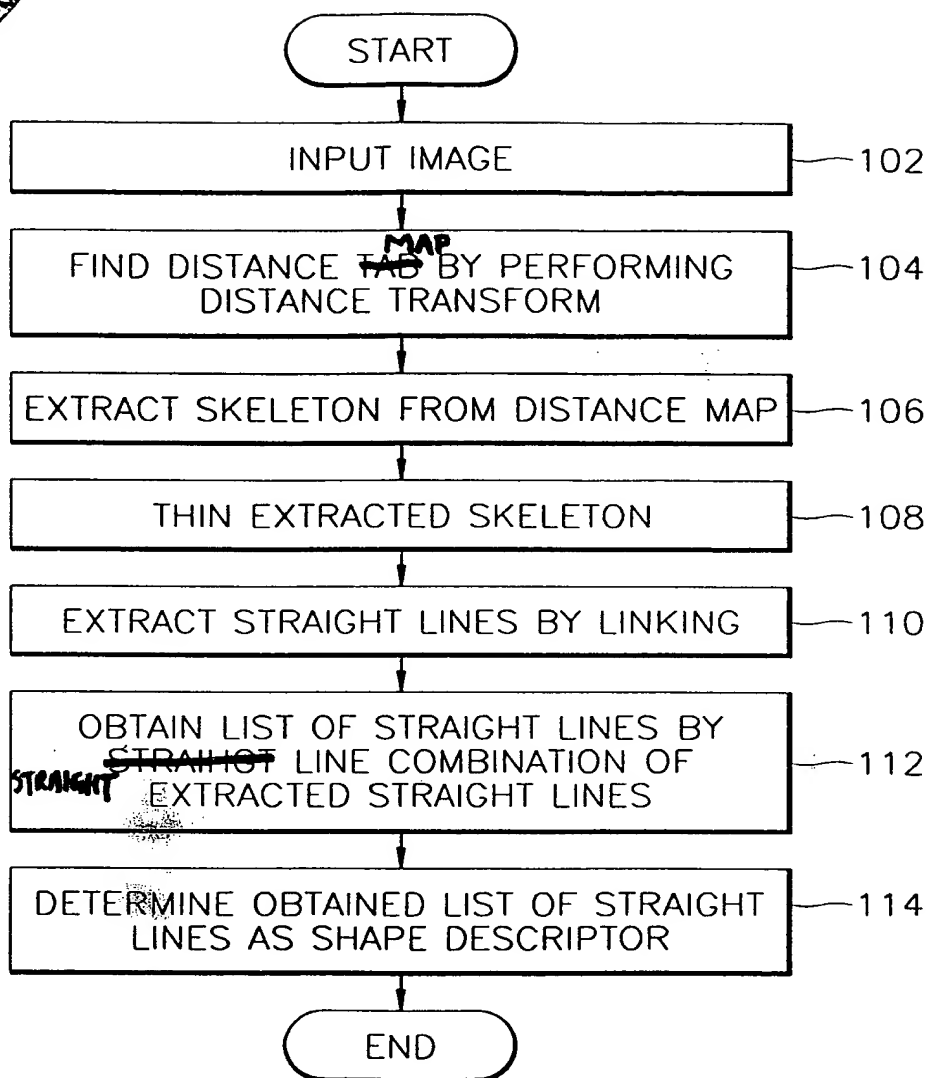 START
INPUT IMAGE
102
MAP
FIND DISTANCE TAB BY PERFORMING
DISTANCE TRANSFORM
104
EXTRACT SKELETON FROM DISTANCE MAP
106
THIN EXTRACTED SKELETON
108
EXTRACT STRAIGHT LINES BY LINKING
110
OBTAIN LIST OF STRAIGHT LINES BY
STRAIHGT LINE COMBINATION OF
STRAIGHT EXTRACTED STRAIGHT LINES
112
DETERMINE OBTAINED LIST OF STRAIGHT
LINES AS SHAPE DESCRIPTOR
114
END